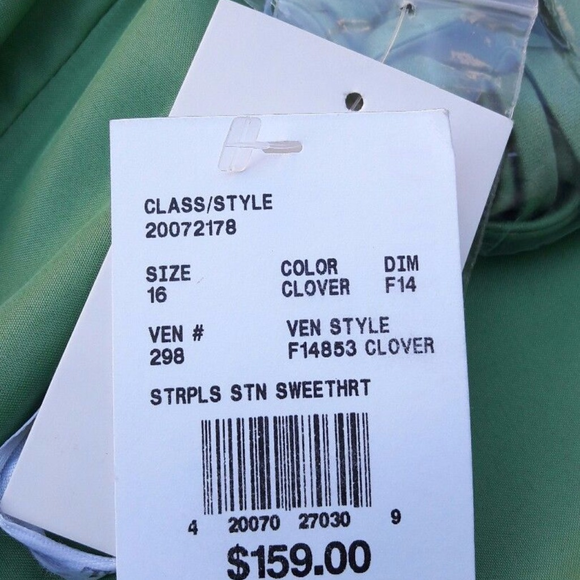 CLASS/STYLE
20072178
SIZE COLOR DIM
16 CLOVER F14
VEN # VEN STYLE
298 F14853 CLOVER
STRPLS STN SWEETHRT
4 20070 27030 9
$159.00